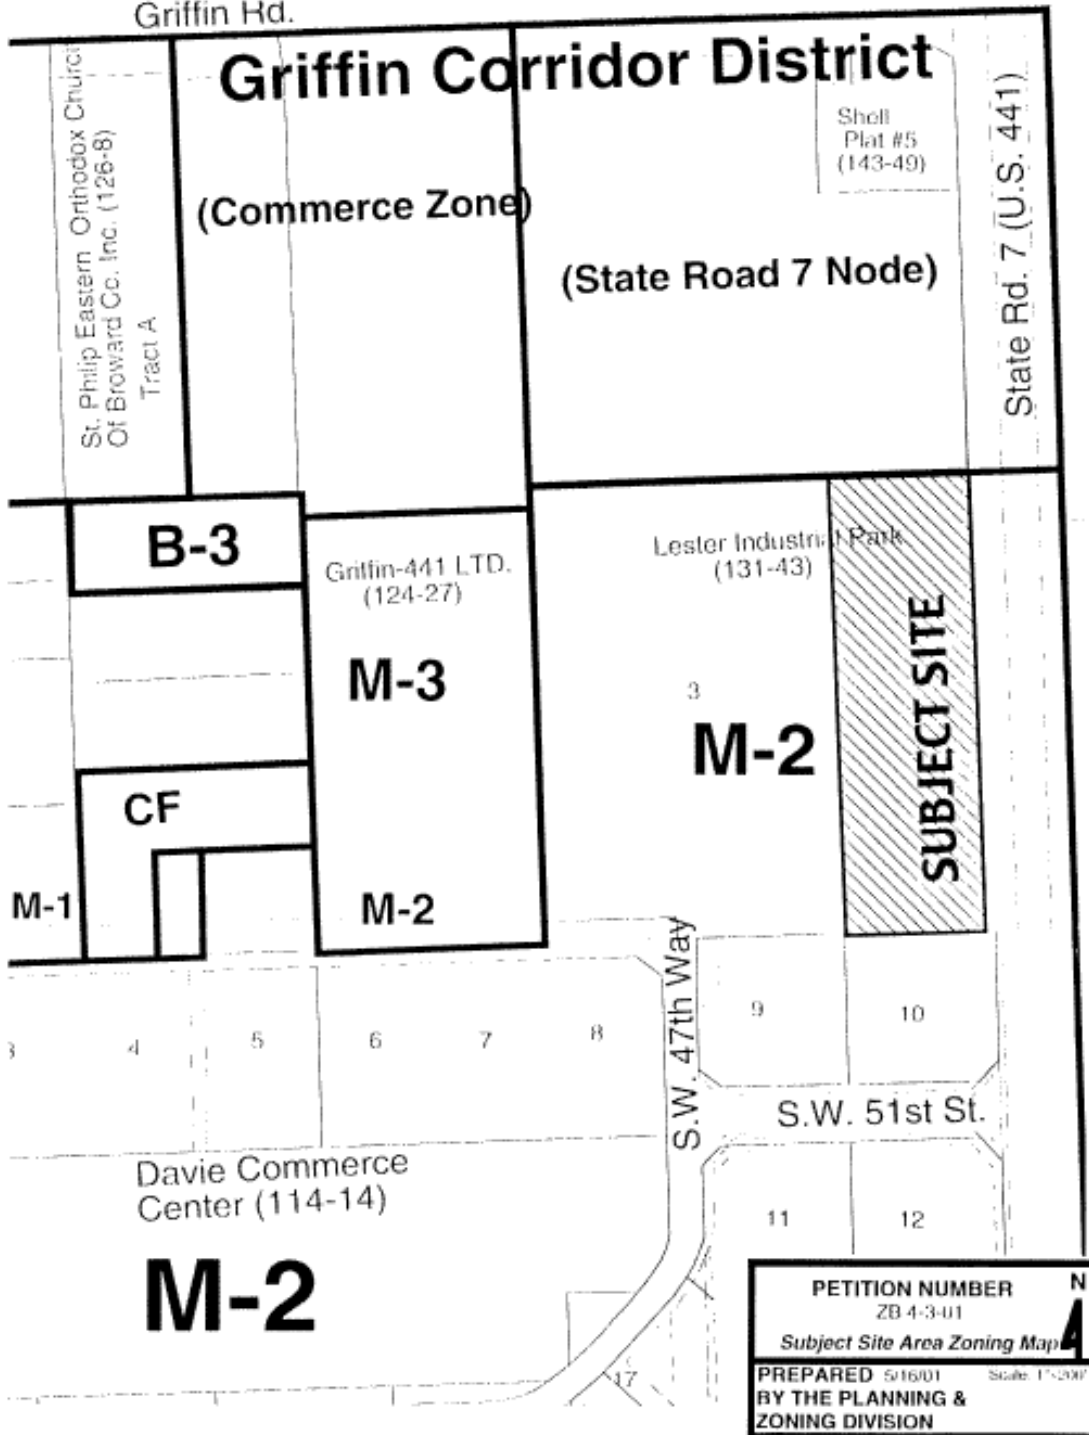 Griffin Rd.
Griffin Corridor District
St. Philip Eastern Orthodox Church
Of Broward Co. Inc. (126-8)
Tract A
(Commerce Zone)
Shell
Plat #5
(143-49)
(State Road 7 Node)
State Rd. 7 (U.S. 441)
B-3
Griffin-441 LTD.
(124-27)
M-3
Lester Industrial Park
(131-43)
3
M-2
SUBJECT SITE
CF
M-1
M-2
S.W. 47th Way
3
4
5
6
7
8
9
10
S.W. 51st St.
Davie Commerce
Center (114-14)
11
12
M-2
17
PETITION NUMBER
N
ZB 4-3-01
Subject Site Area Zoning Map
PREPARED 5/16/01
Scale: 1"=200'
BY THE PLANNING &
ZONING DIVISION